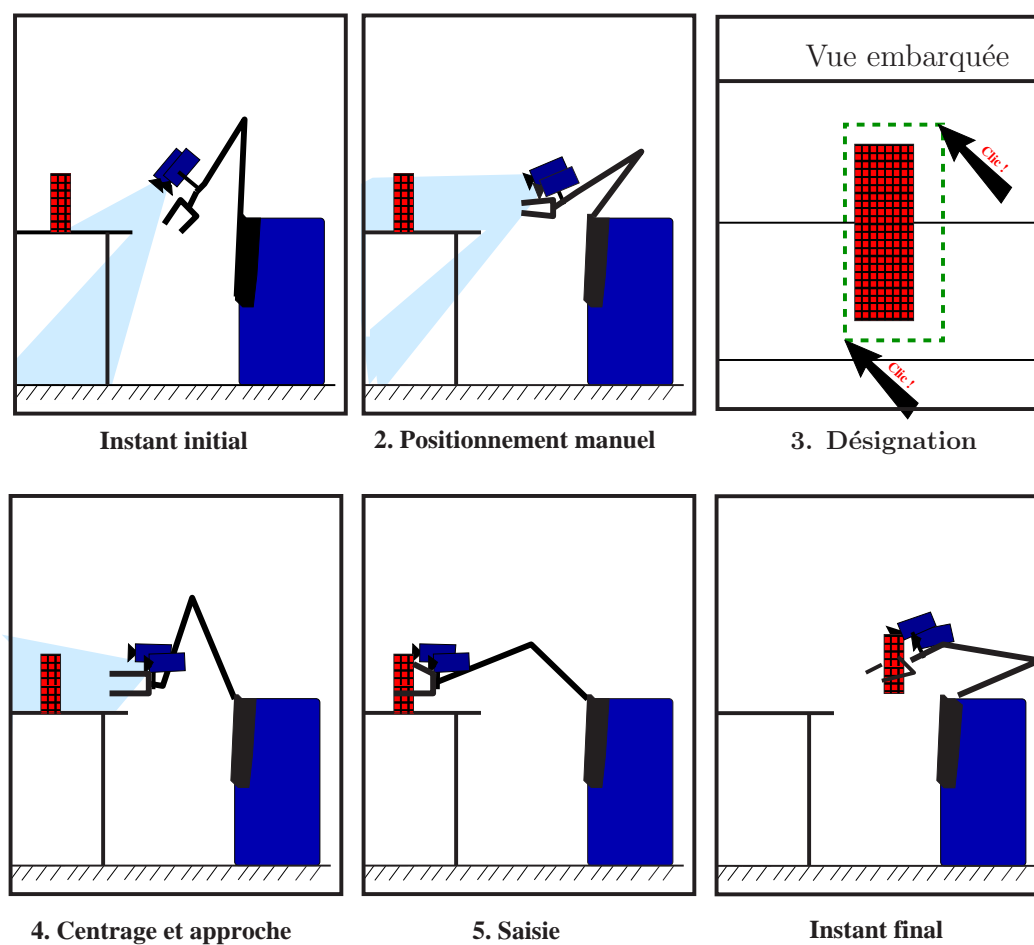 Vue embarquée
Clic !
Clic !
Instant initial
2. Positionnement manuel
3. Désignation
4. Centrage et approche
5. Saisie
Instant final